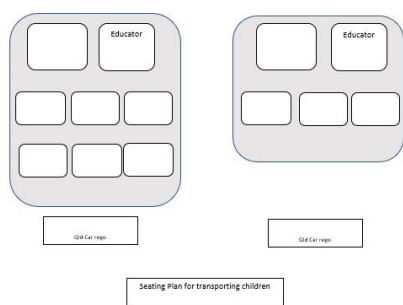 Educator
Educator
Qld Car rego
Qld Car rego
Seating Plan for transporting children